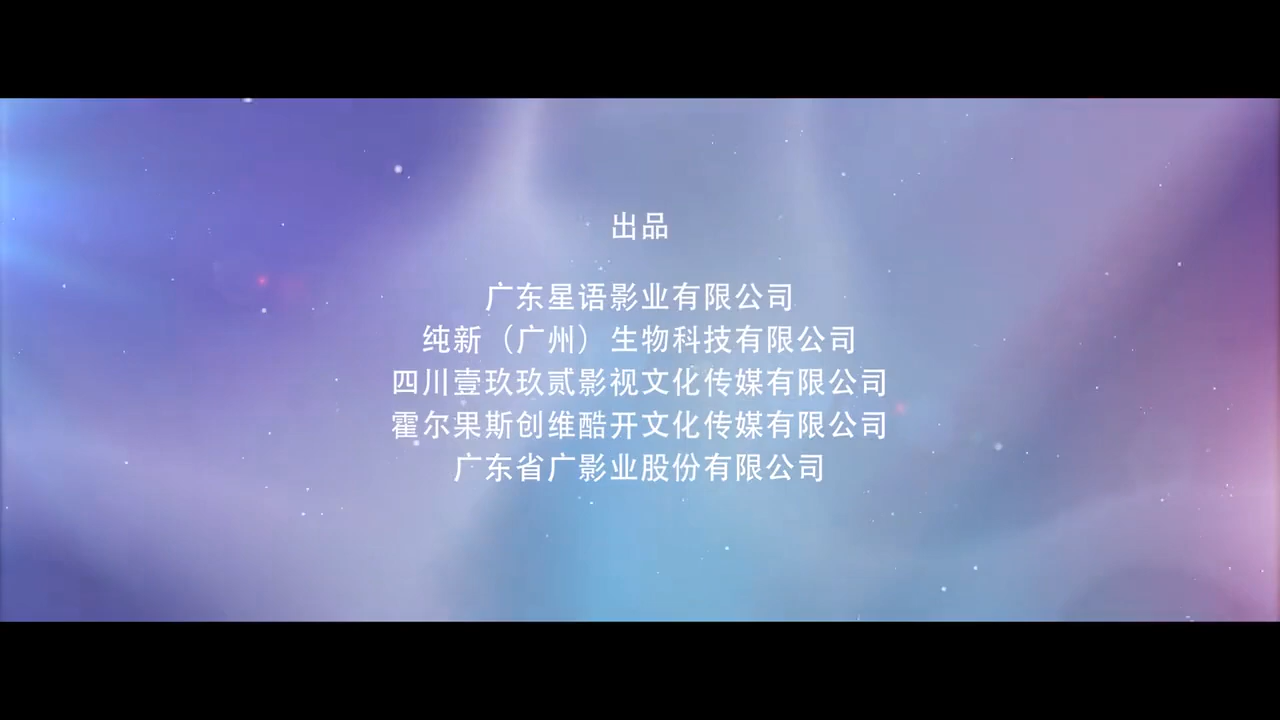 出品
广东星语影业有限公司
纯新（广州）生物科技有限公司
四川壹玖玖贰影视文化传媒有限公司
霍尔果斯创维酷开文化传媒有限公司
广东省广影业股份有限公司